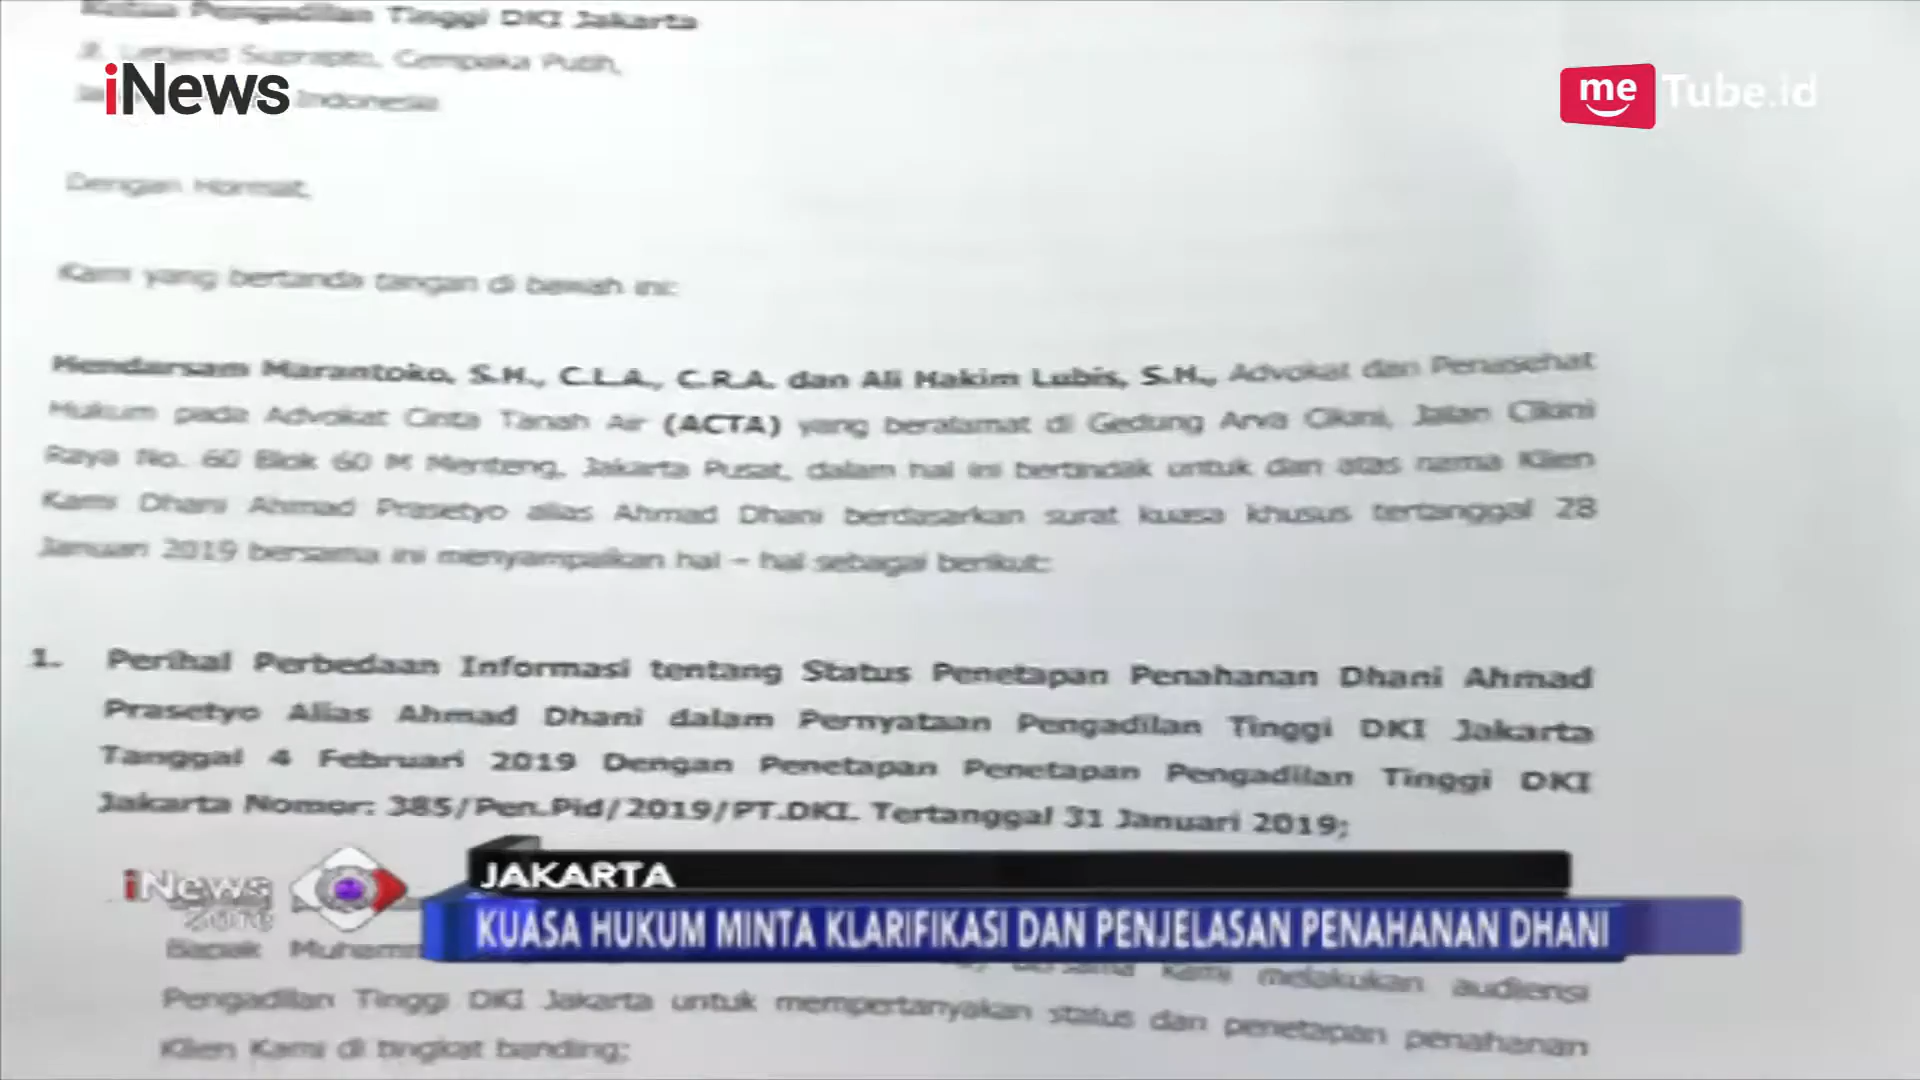 Ketua Pengadilan Tinggi DKI Jakarta
Jl. Letjend Suprapto, Cempaka Putih,
Indonesia
iNews
meTube.id
Dengan Hormat,
Kami yang bertanda tangan di bawah ini:
Hendarsam Marantoko, S.H., C.L.A., C.R.A. dan Ali Hakim Lubis, S.H., Advokat dan Penasehat
Hukum pada Advokat Cinta Tanah Air (ACTA) yang beralamat di Gedung Arva Cikini, Jalan Cikini
Raya No. 60 Blok 60 M Menteng, Jakarta Pusat, dalam hal ini bertindak untuk dan atas nama Klien
Kami Dhani Ahmad Prasetyo alias Ahmad Dhani berdasarkan surat kuasa khusus tertanggal 28
Januari 2019 bersama ini menyampaikan hal – hal sebagai berikut:
1. Perihal Perbedaan Informasi tentang Status Penetapan Penahanan Dhani Ahmad
Prasetyo Alias Ahmad Dhani dalam Pernyataan Pengadilan Tinggi DKI Jakarta
Tanggal 4 Februari 2019 Dengan Penetapan Penetapan Pengadilan Tinggi DKI
Jakarta Nomor: 385/Pen.Pid/2019/PT.DKI. Tertanggal 31 Januari 2019;
iNews
JAKARTA
KUASA HUKUM MINTA KLARIFIKASI DAN PENJELASAN PENAHANAN DHANI
Bapak bersama kami melakukan audiensi
Pengadilan Tinggi DKI Jakarta untuk mempertanyakan status dan penetapan penahanan
Klien Kami di tingkat banding;